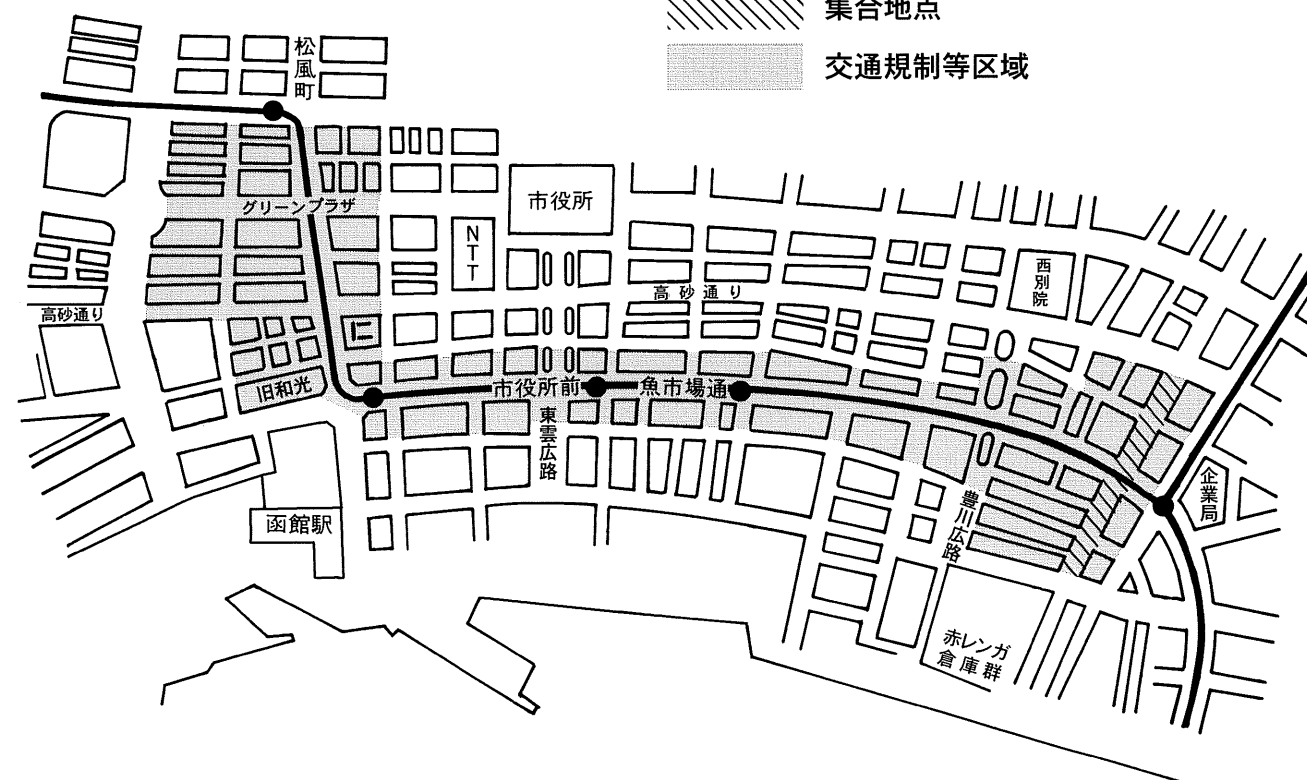 集合地点
交通規制等区域
松風町
グリーンプラザ
市役所
NTT
西別院
高砂通り
高砂通り
旧和光
市役所前
魚市場通
東雲広路
企業局
豊川広路
函館駅
赤レンガ
倉庫群